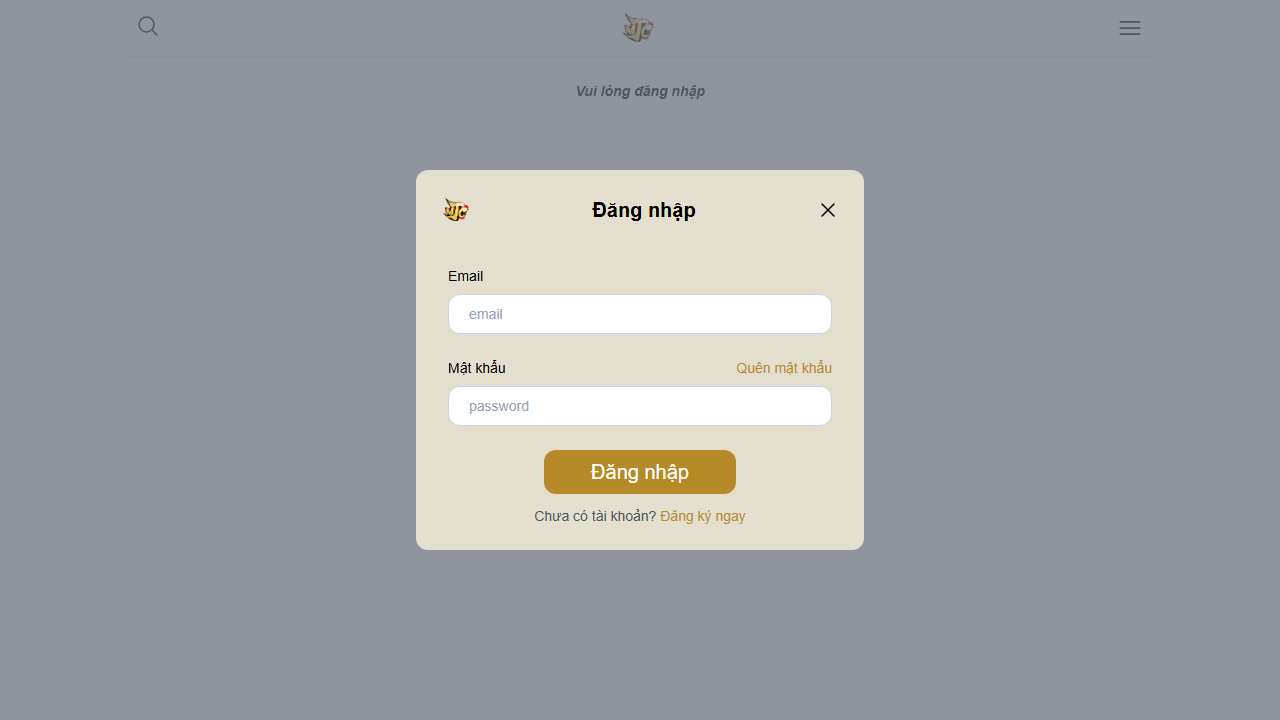 Vui lòng đăng nhập
Đăng nhập
Email
email
Mật khẩu Quên mật khẩu
password
Đăng nhập
Chưa có tài khoản? Đăng ký ngay